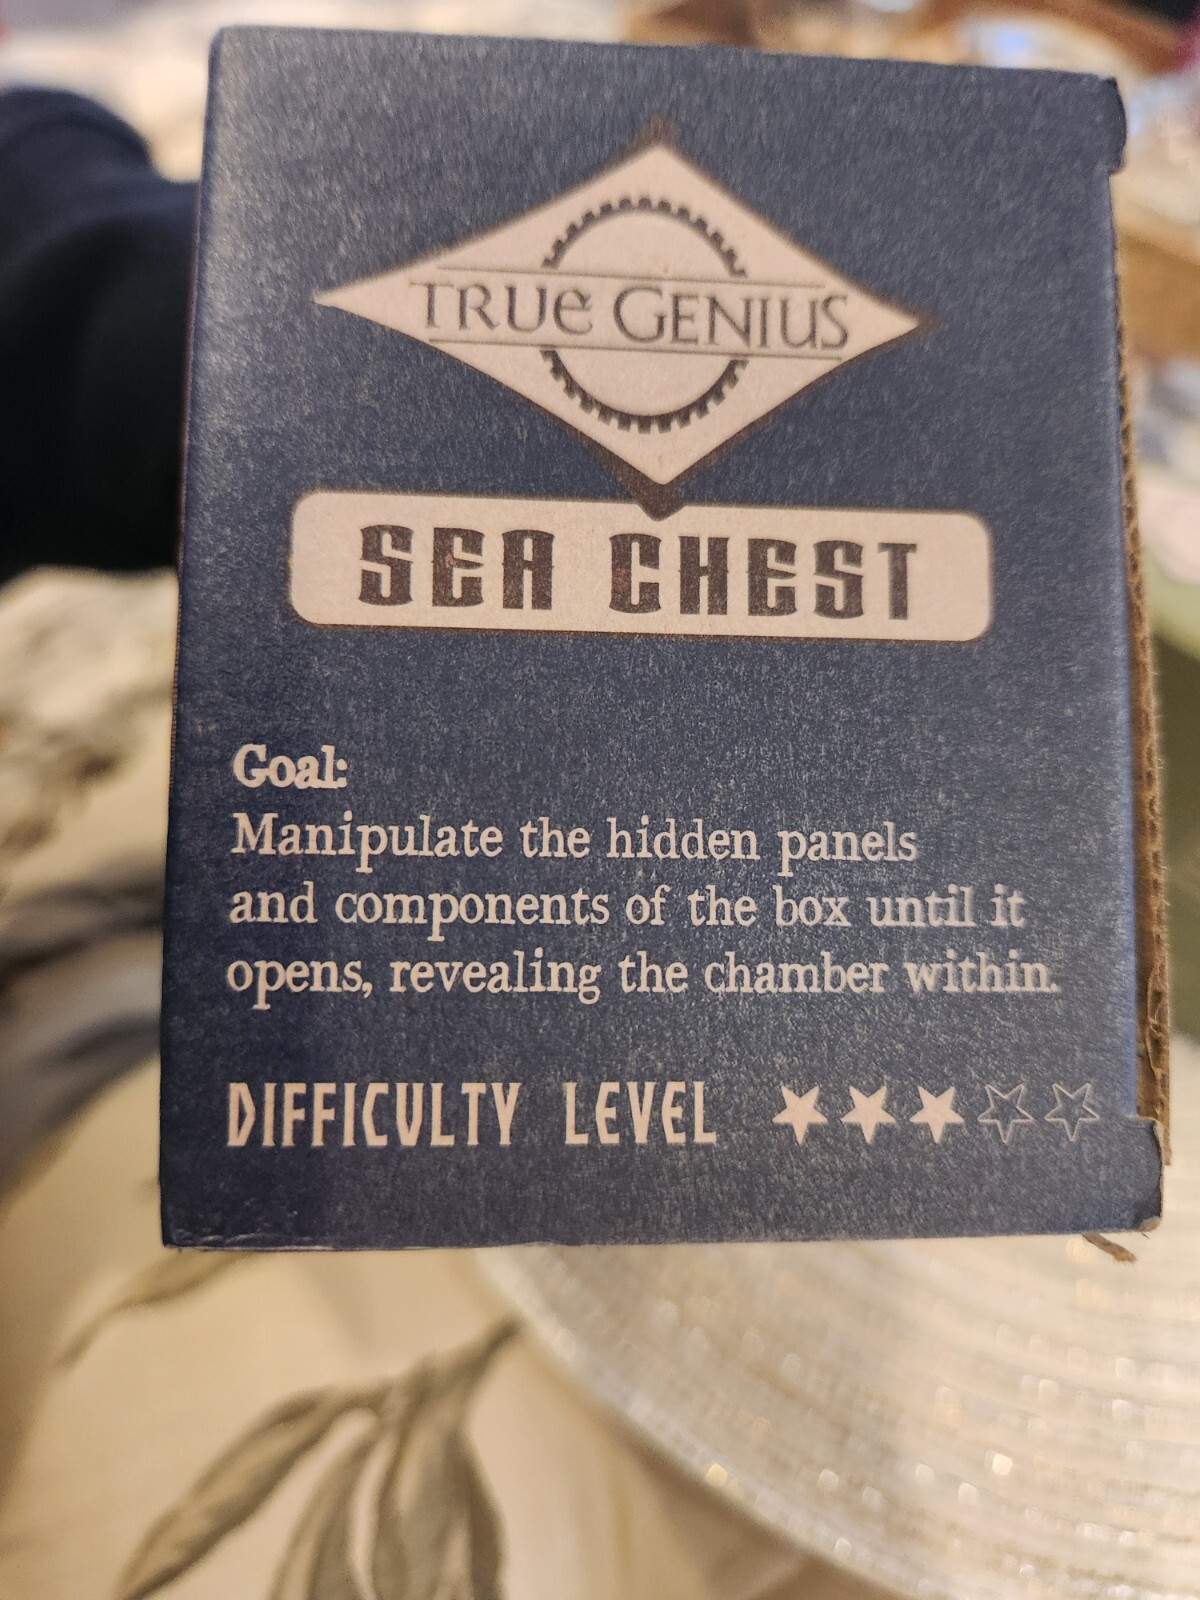 TRUE GENIUS
SEA CHEST
Goal:
Manipulate the hidden panels
and components of the box until it
opens, revealing the chamber within.
DIFFICULTY LEVEL